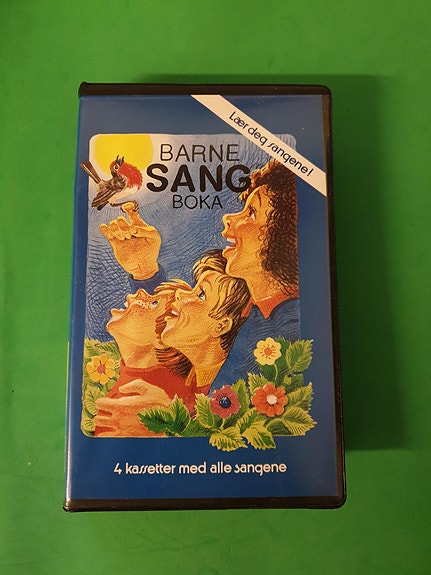 Lær deg sangene!
BARNE
SANG
BOKA
4 kassetter med alle sangene